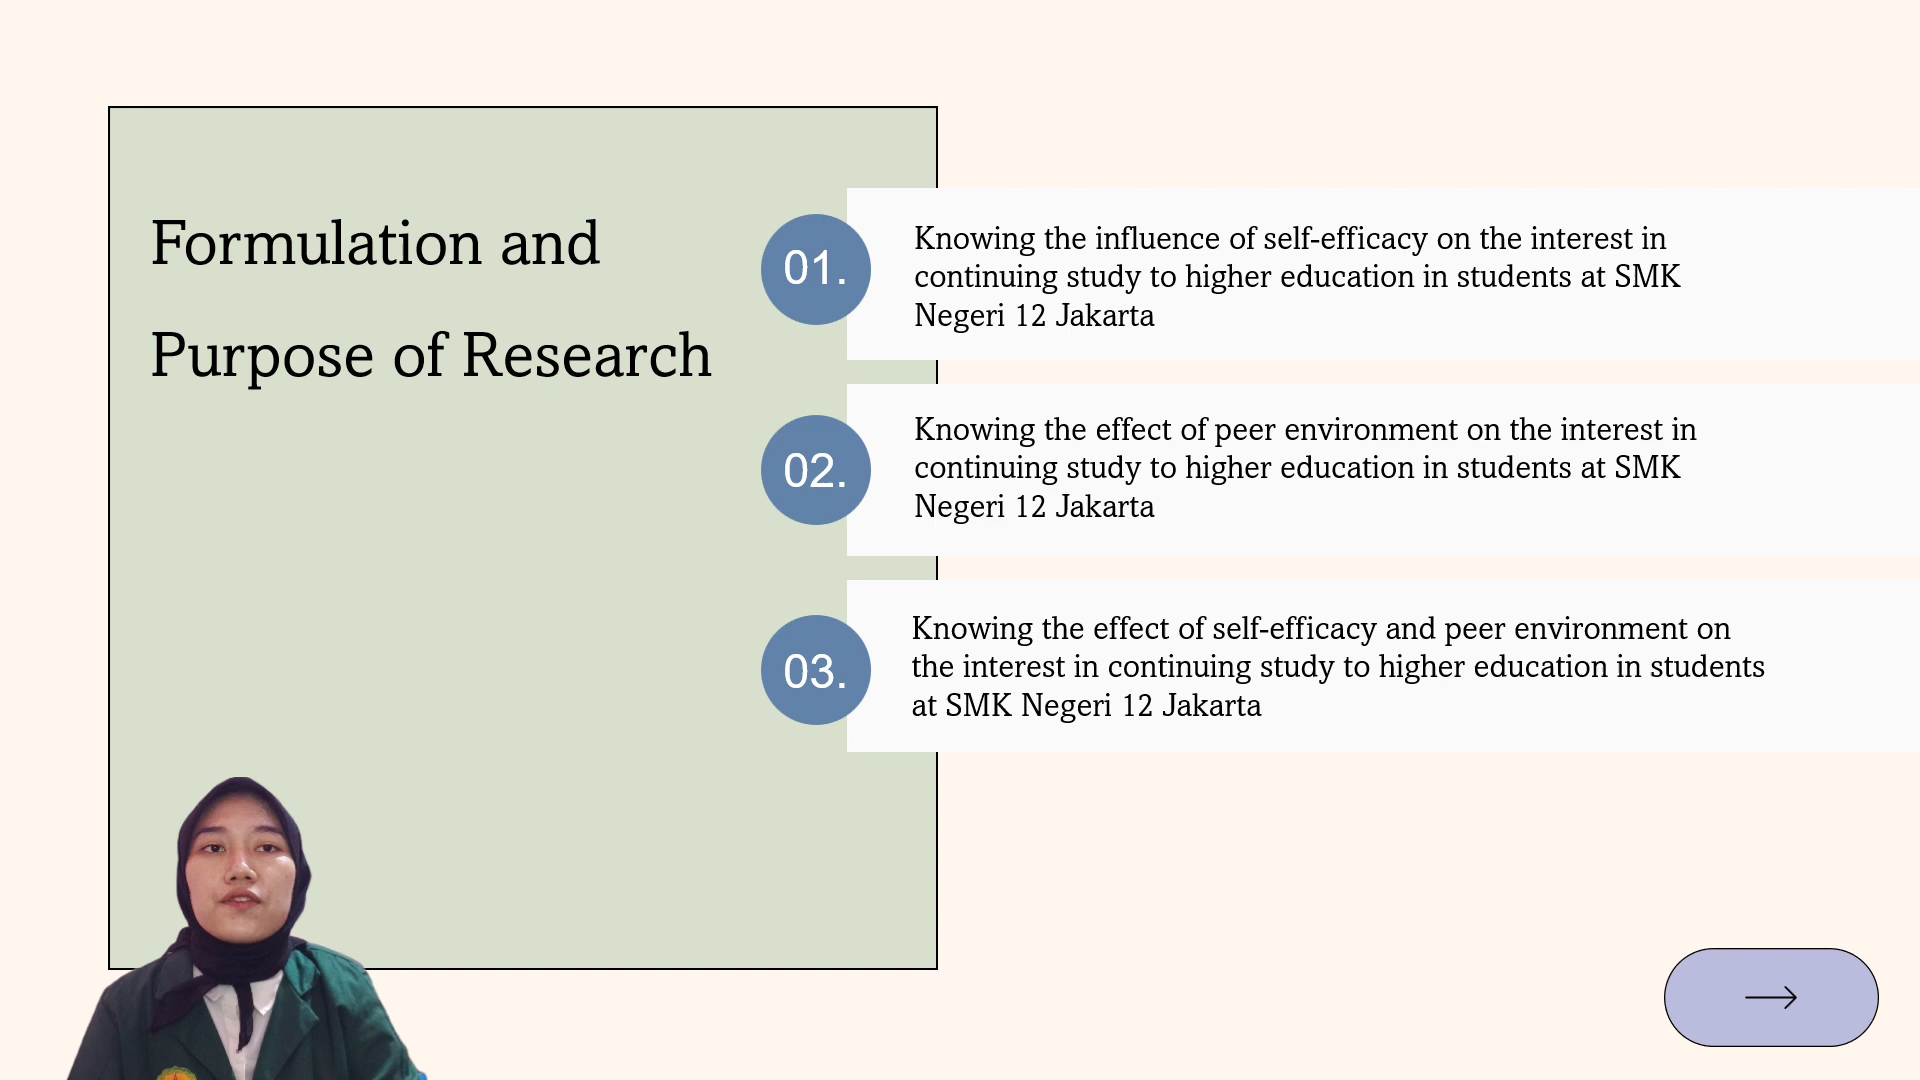 Formulation and
Purpose of Research
01.
Knowing the influence of self-efficacy on the interest in
continuing study to higher education in students at SMK
Negeri 12 Jakarta
02.
Knowing the effect of peer environment on the interest in
continuing study to higher education in students at SMK
Negeri 12 Jakarta
03.
Knowing the effect of self-efficacy and peer environment on
the interest in continuing study to higher education in students
at SMK Negeri 12 Jakarta